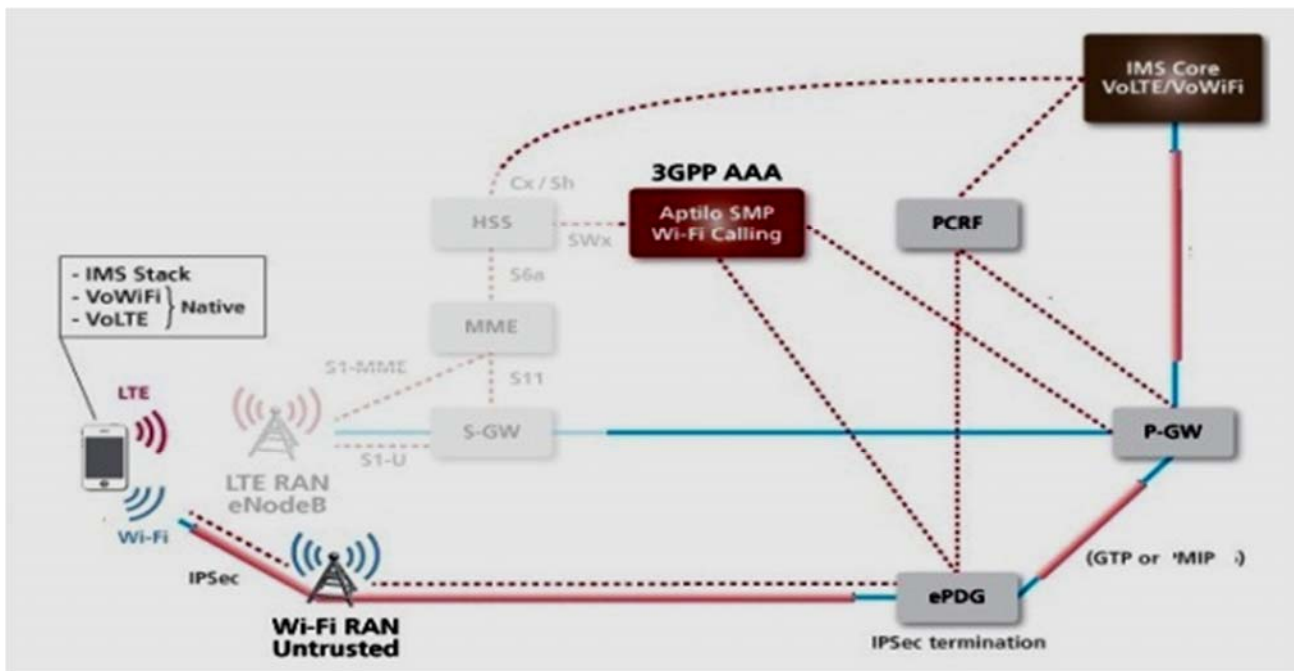 IMS Core
VoLTE/VoWiFi
3GPP AAA
Cx / Sh
HSS
SWx
Aptilo SMP
Wi-Fi Calling
PCRF
- IMS Stack
- VoWiFi
- VoLTE
Native
S6a
MME
S1-MME
S11
LTE
S-GW
P-GW
S1-U
LTE RAN
eNodeB
Wi-Fi
IPSec
(GTP or MIP )
ePDG
Wi-Fi RAN
Untrusted
IPSec termination